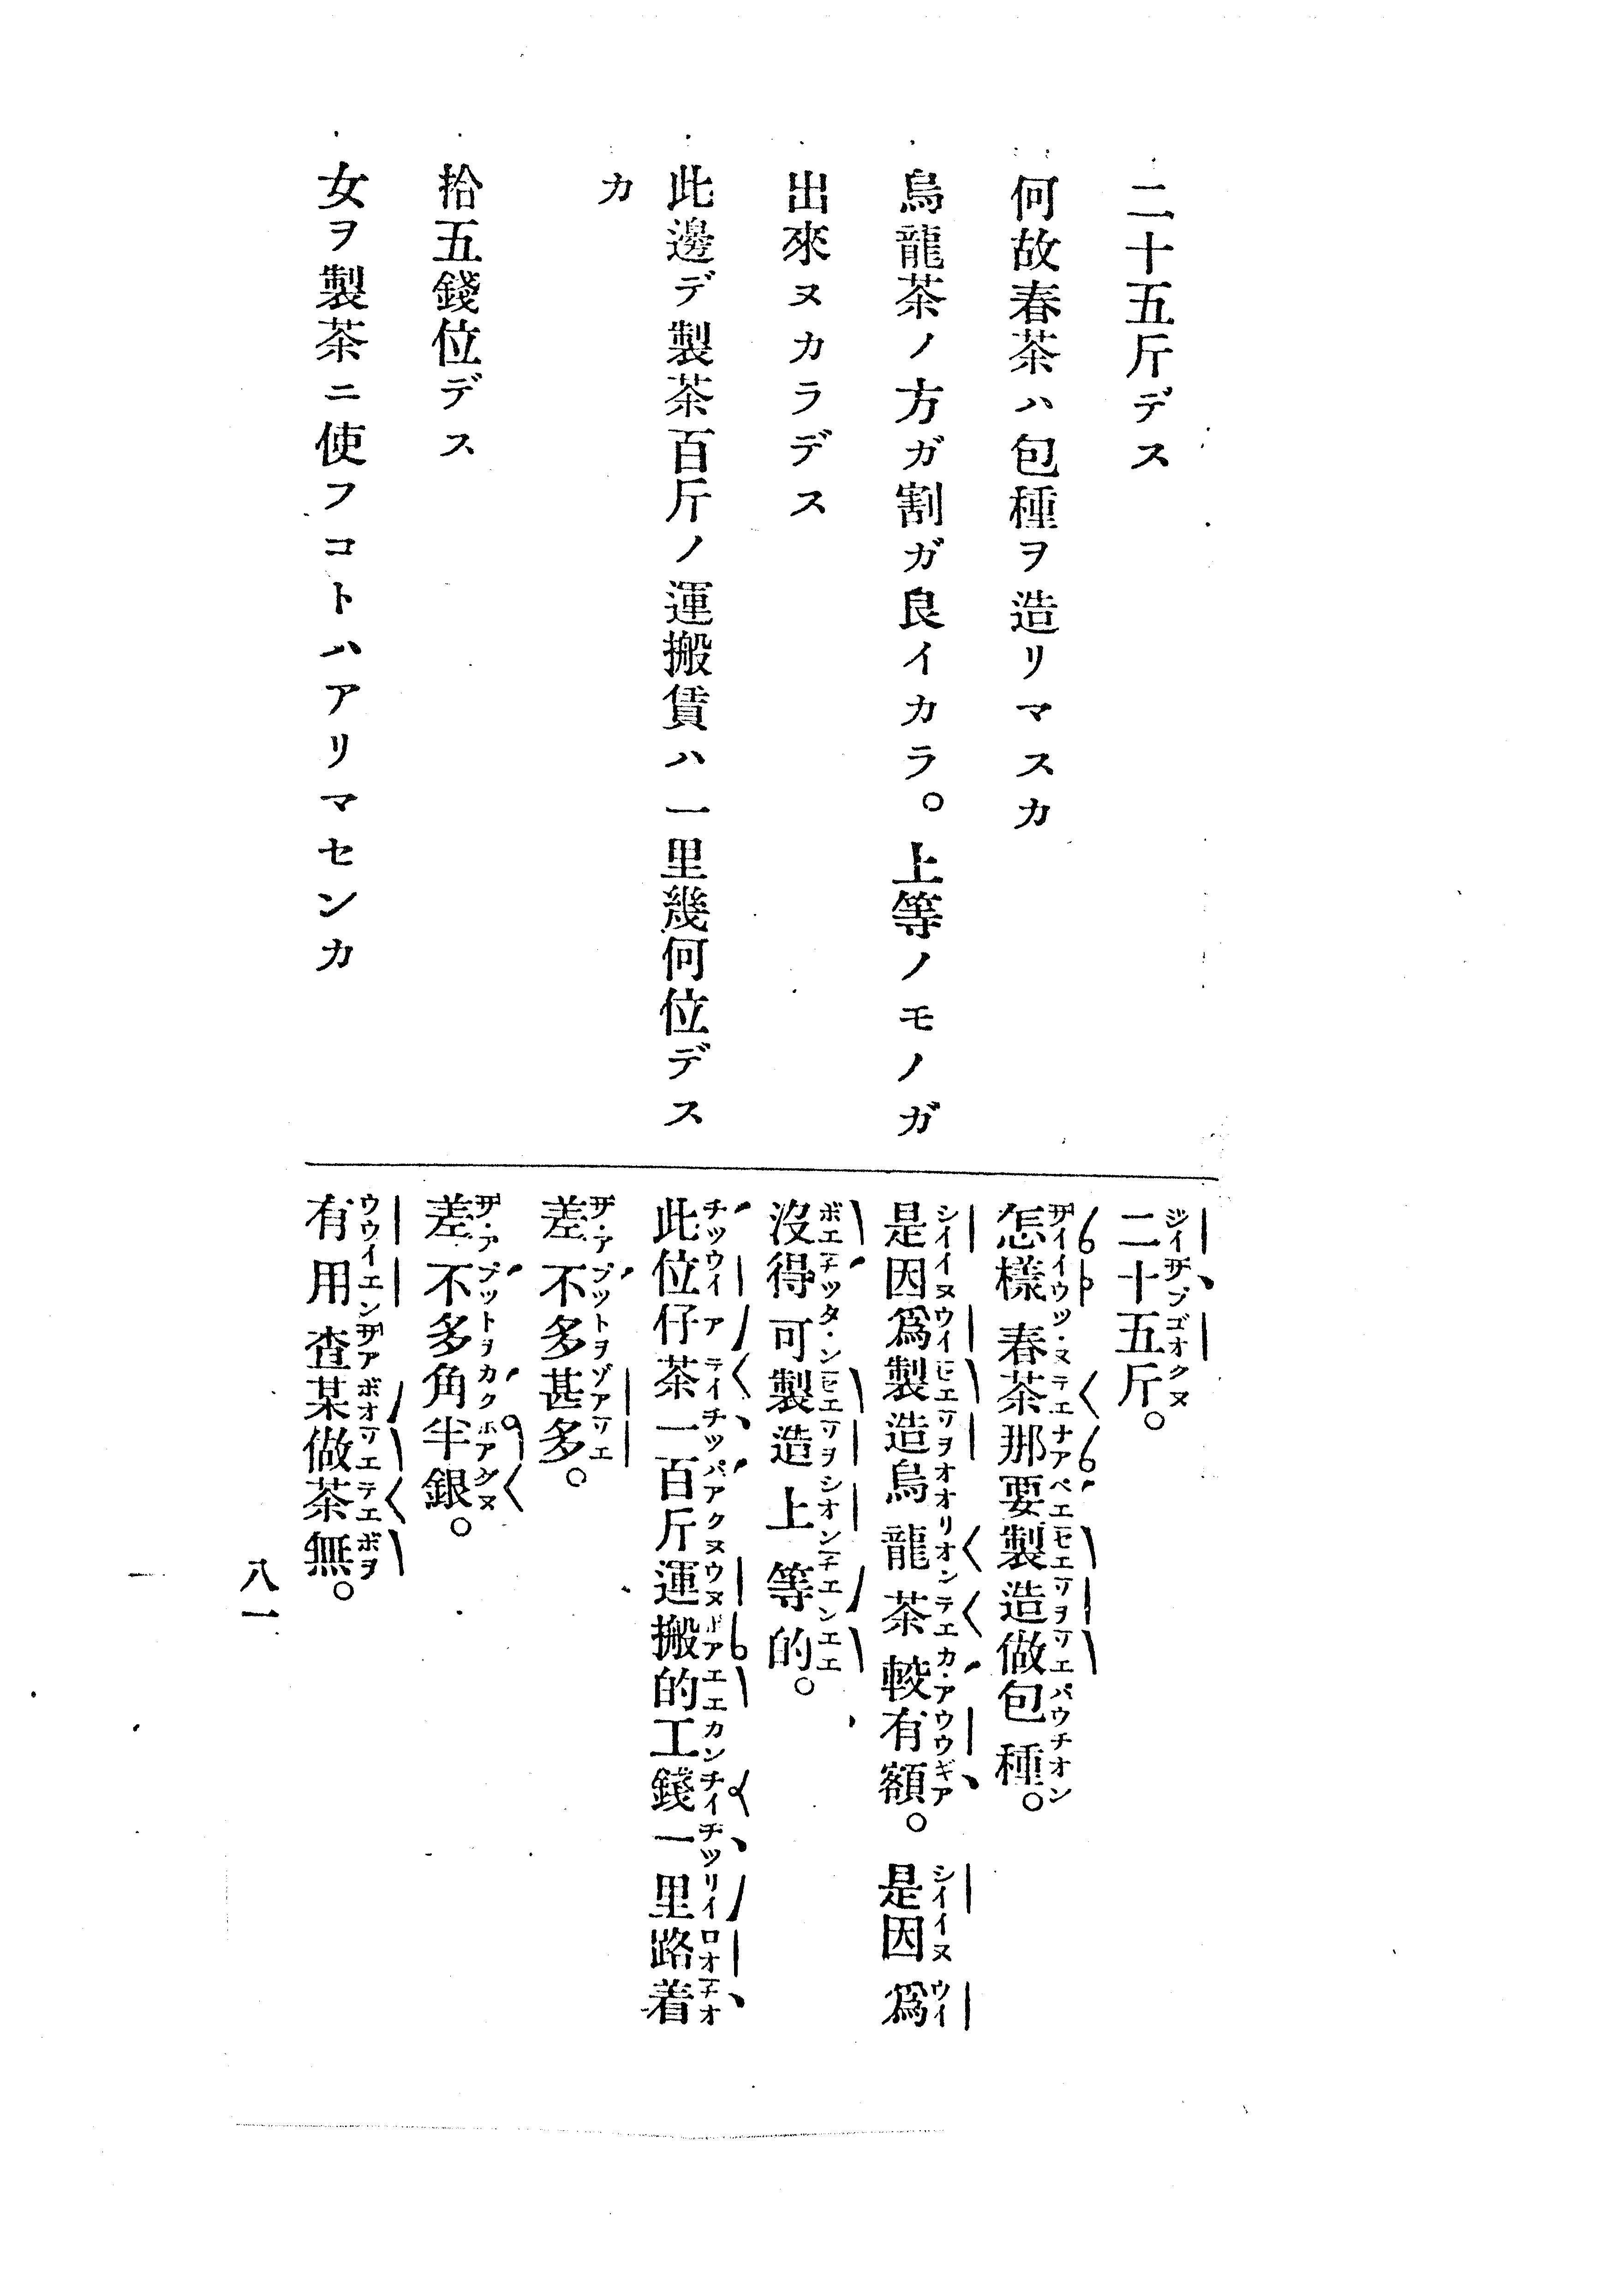 二十五斤デス
何故春茶ハ包種ヲ造リマスカ
烏龍茶ノ方ガ割ガ良イカラ。上等ノモノガ
出來ヌカラデス
此邊デ製茶百斤ノ運搬賃ハ一里幾何位デス
カ
拾五錢位デス
女ヲ製茶ニ使フコトハアリマセンカ
二十五斤。
怎樣春茶那要製造做包種。
是因爲製造烏龍茶較有額。是因爲
沒得可製造上等的。
此位仔茶一百斤運搬的工錢一里路着
差不多甚多。
差不多角半銀。
有用查某做茶無。
八一